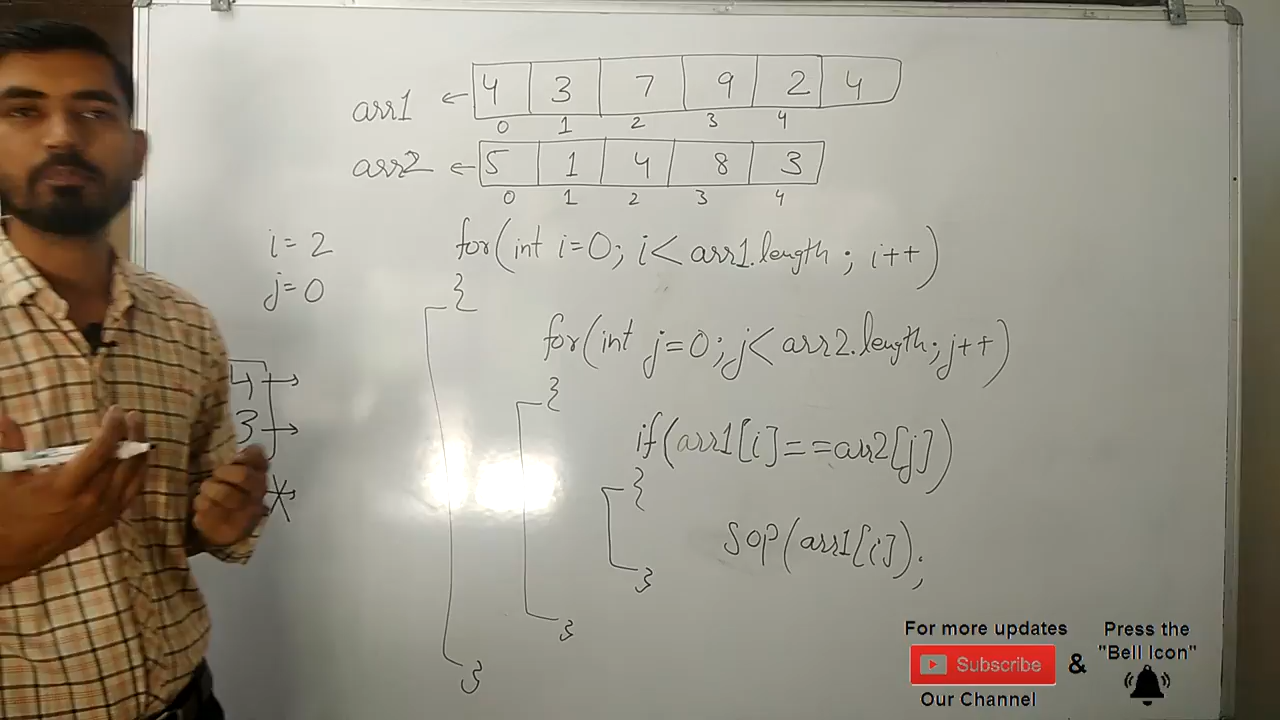 arr1 ← 4 3 7 9 2 4
0 1 2 3 4
arr2 ← 5 1 4 8 3
0 1 2 3 4
i = 2
j = 0
for(int i=0; i< arr1.length ; i++)
{
for(int j=0; j< arr2.length; j++)
{
if(arr1[i]==arr2[j])
{
SOP(arr1[i]);
}
}
}
4 →
3 →
For more updates
Subscribe
Our Channel
&
Press the
"Bell Icon"